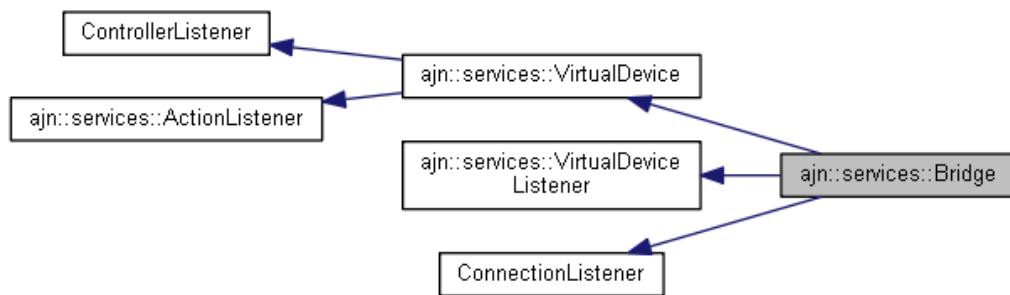 ControllerListener
ajn::services::VirtualDevice
ajn::services::ActionListener
ajn::services::VirtualDevice
Listener
ajn::services::Bridge
ConnectionListener